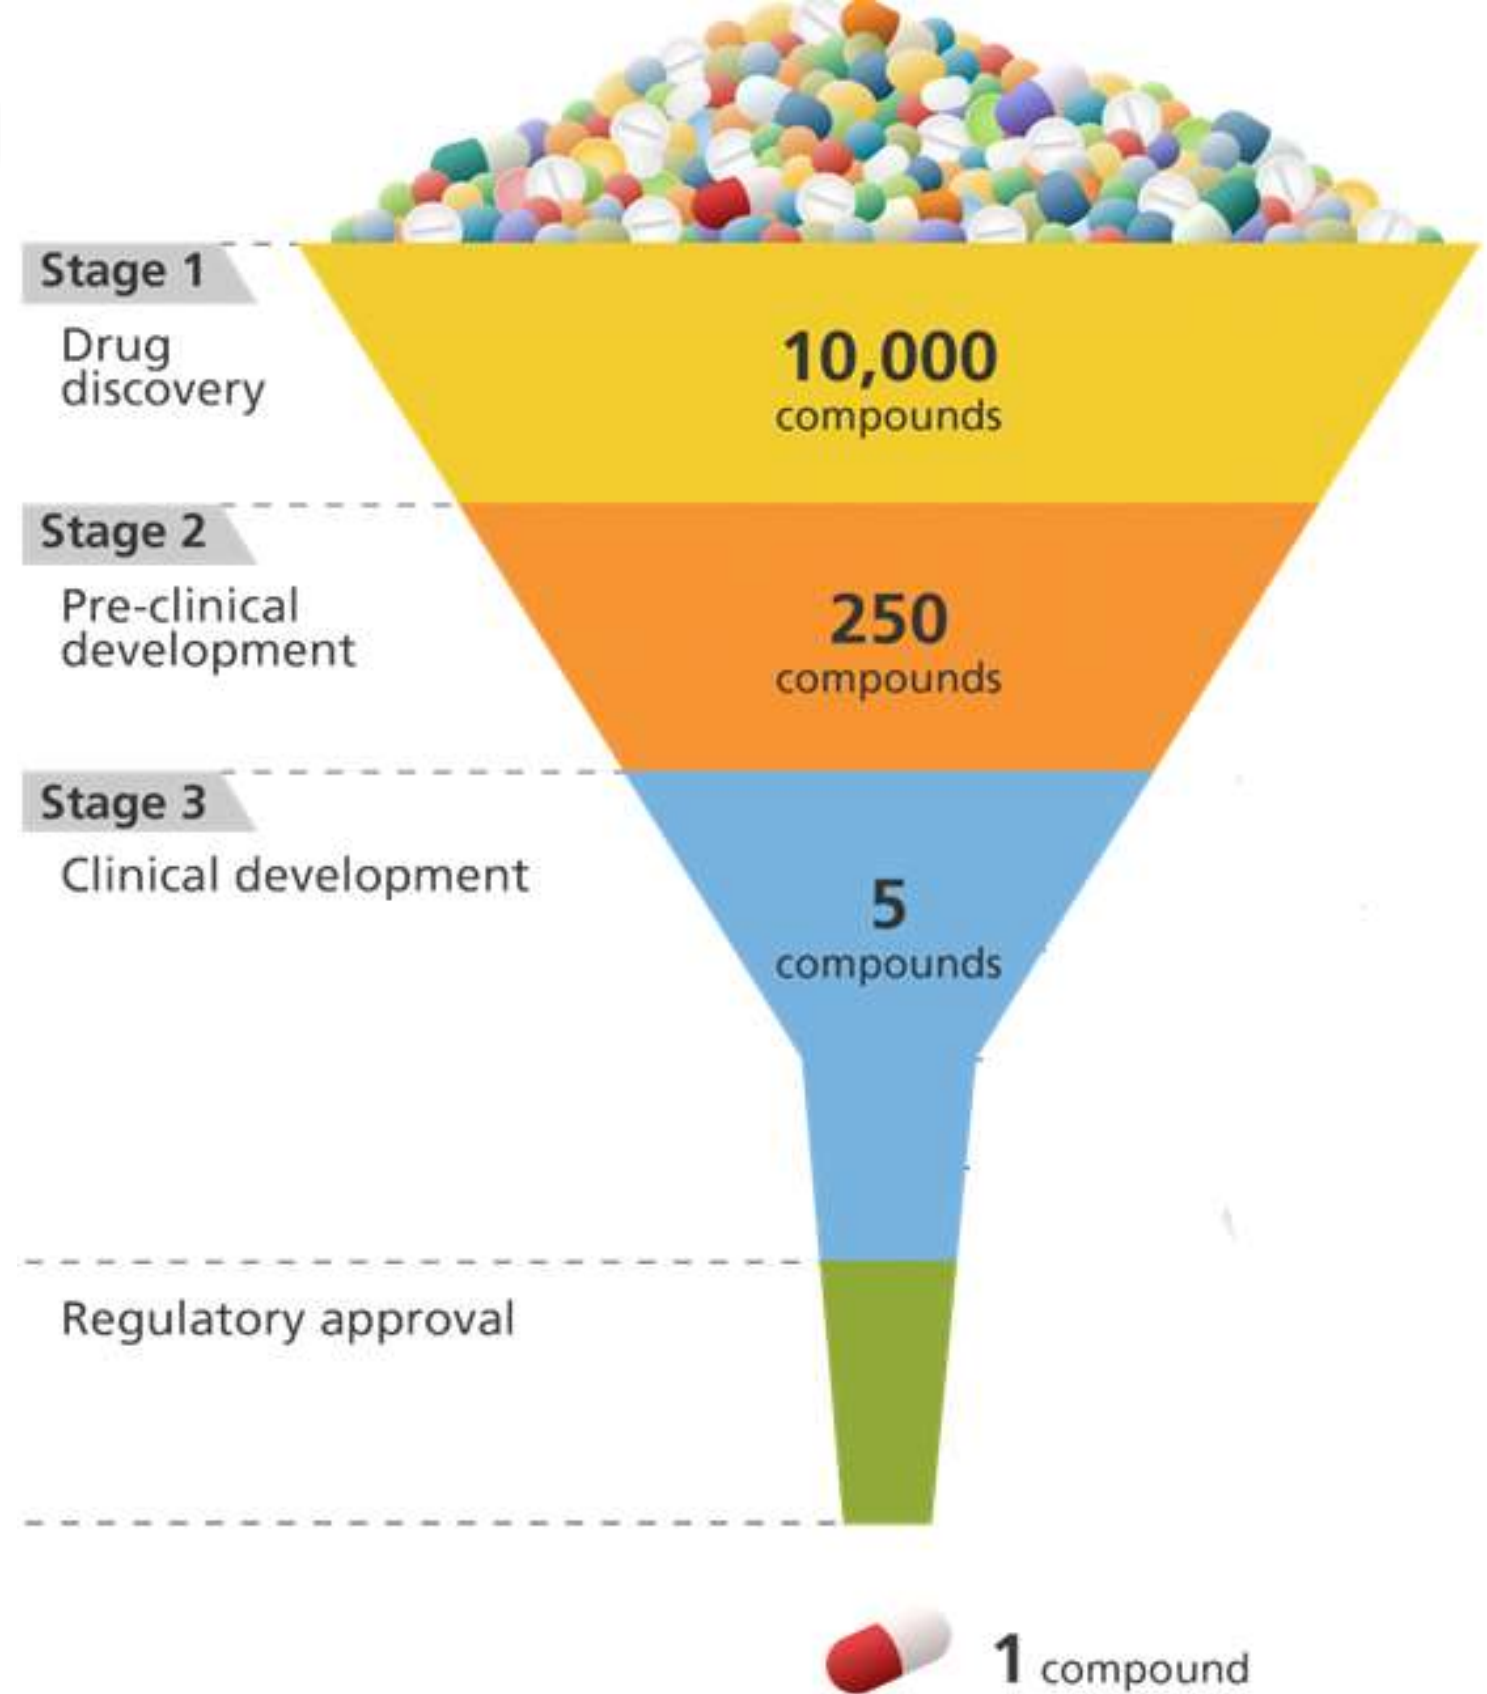 Stage 1
Drug
discovery
10,000
compounds
Stage 2
Pre-clinical
development
250
compounds
Stage 3
Clinical development
5
compounds
Regulatory approval
1 compound